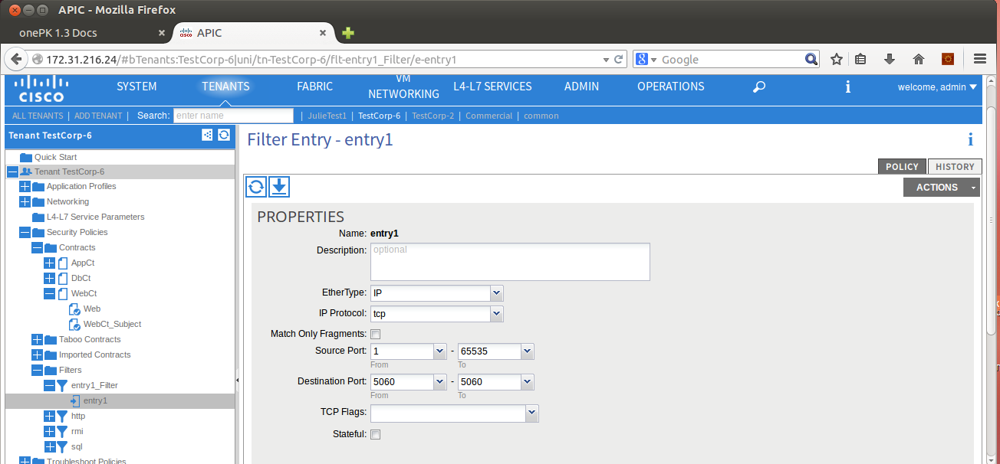 APIC - Mozilla Firefox
onePK 1.3 Docs
APIC
172.31.216.24/#bTenants:TestCorp-6|uni/tn-TestCorp-6/flt-entry1_Filter/e-entry1
Google
CISCO
SYSTEM
TENANTS
FABRIC
VM
NETWORKING
L4-L7 SERVICES
ADMIN
OPERATIONS
welcome, admin
ALL TENANTS | ADD TENANT | Search: enter name | JulieTest1 | TestCorp-6 | TestCorp-2 | Commercial | common
Tenant TestCorp-6
Quick Start
Tenant TestCorp-6
Application Profiles
Networking
L4-L7 Service Parameters
Security Policies
Contracts
AppCt
DbCt
WebCt
Web
WebCt_Subject
Taboo Contracts
Imported Contracts
Filters
entry1_Filter
entry1
http
rmi
sql
Troubleshoot Policies
Filter Entry - entry1
i
POLICY
HISTORY
ACTIONS
PROPERTIES
Name: entry1
Description: optional
EtherType: IP
IP Protocol: tcp
Match Only Fragments:
Source Port: 1 - 65535
From To
Destination Port: 5060 - 5060
From To
TCP Flags:
Stateful: